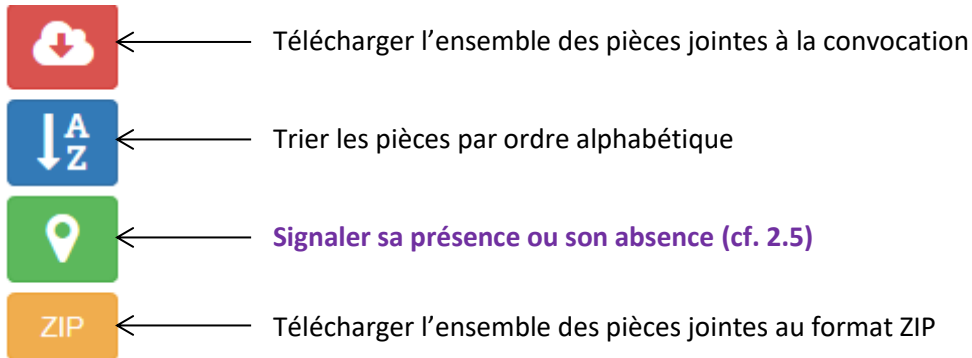 Télécharger l’ensemble des pièces jointes à la convocation
A
Z
Trier les pièces par ordre alphabétique
Signaler sa présence ou son absence (cf. 2.5)
ZIP
Télécharger l’ensemble des pièces jointes au format ZIP